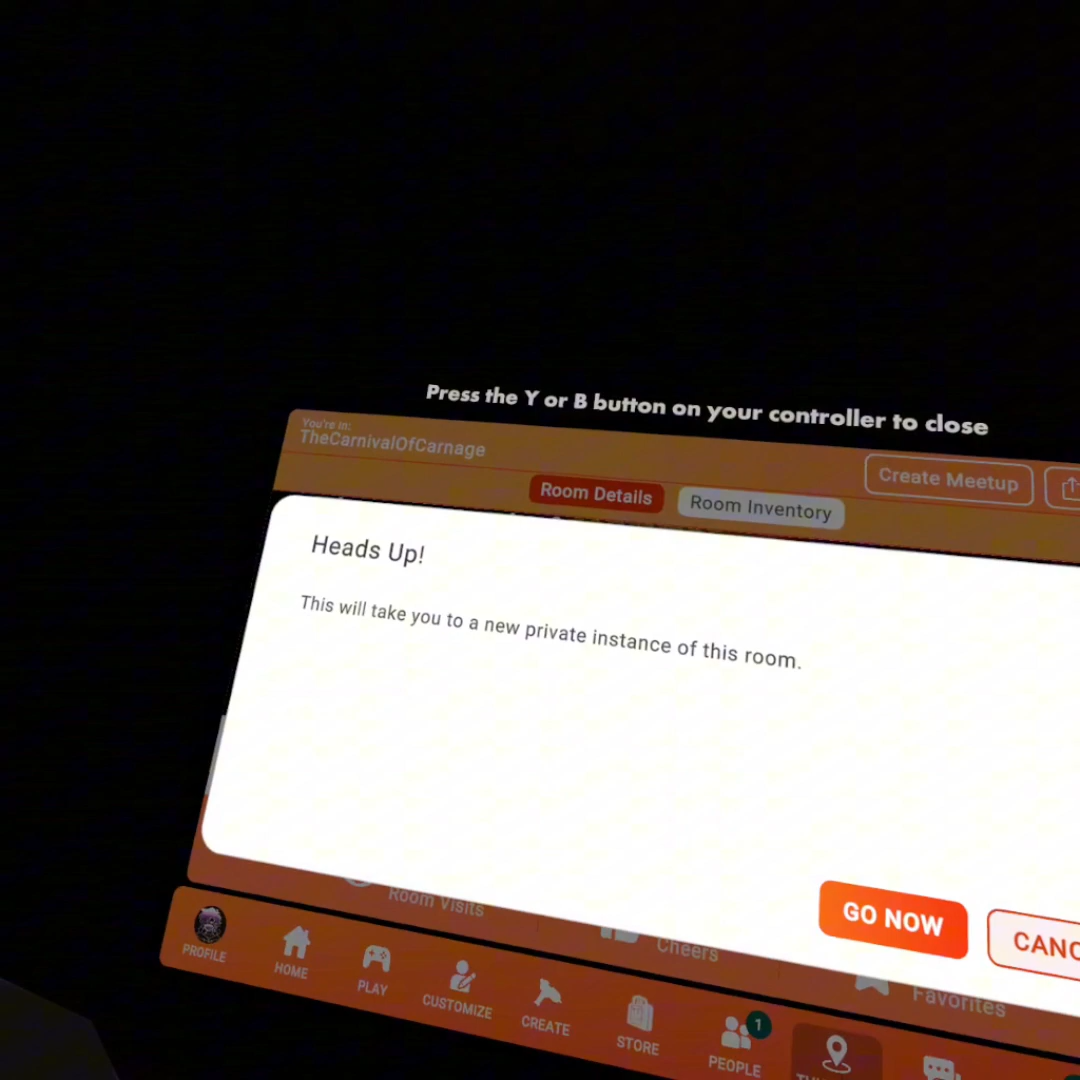 Press the Y or B button on your controller to close
You're in:
TheCarnivalOfCarnage
Create Meetup
Room Details
Room Inventory
Heads Up!
This will take you to a new private instance of this room.
GO NOW
CANC
Room Visits
Cheers
Favorites
PROFILE
HOME
PLAY
CUSTOMIZE
CREATE
STORE
PEOPLE
1